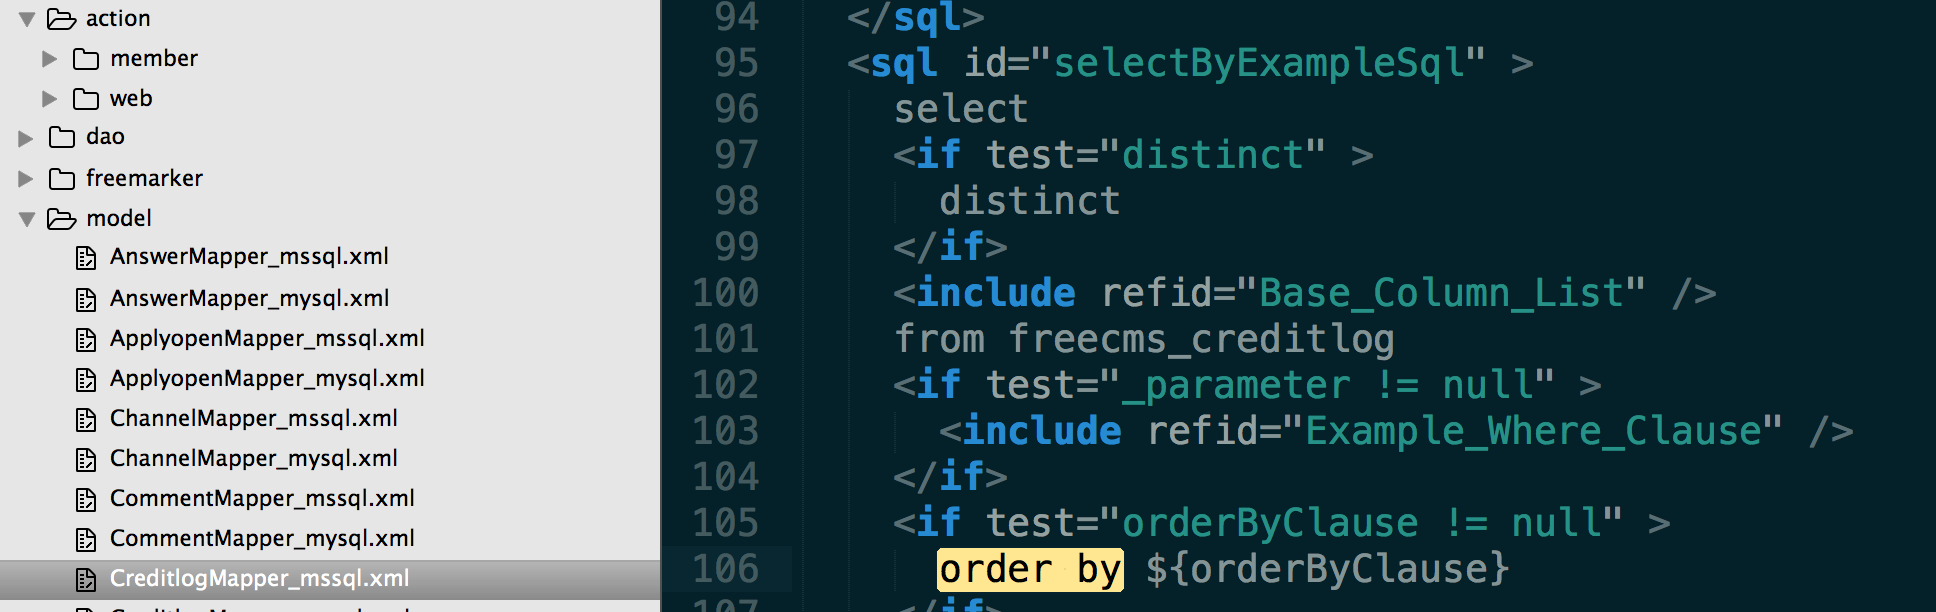 action
member
web
dao
freemarker
model
AnswerMapper_mssql.xml
AnswerMapper_mysql.xml
ApplyopenMapper_mssql.xml
ApplyopenMapper_mysql.xml
ChannelMapper_mssql.xml
ChannelMapper_mysql.xml
CommentMapper_mssql.xml
CommentMapper_mysql.xml
CreditlogMapper_mssql.xml
94 </sql>
95 <sql id="selectByExampleSql" >
96 select
97 <if test="distinct" >
98 distinct
99 </if>
100 <include refid="Base_Column_List" />
101 from freecms_creditlog
102 <if test="_parameter != null" >
103 <include refid="Example_Where_Clause" />
104 </if>
105 <if test="orderByClause != null" >
106 order by ${orderByClause}
107 </if>